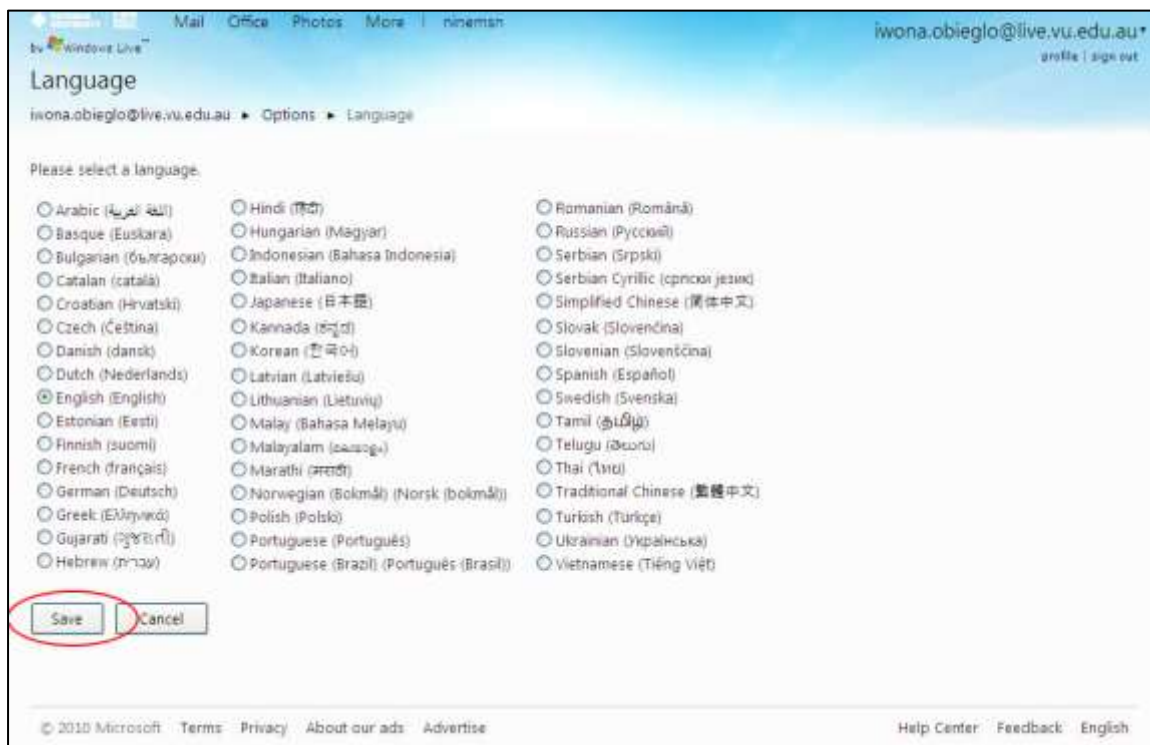 Mail Office Photos More | ninemsn
by Windows Live™
iwona.obieglo@live.vu.edu.au
profile | sign out
Language
iwona.obieglo@live.vu.edu.au ▸ Options ▸ Language
Please select a language.
Arabic (اللغة العربية)
Basque (Euskara)
Bulgarian (български)
Catalan (català)
Croatian (Hrvatski)
Czech (Čeština)
Danish (dansk)
Dutch (Nederlands)
English (English)
Estonian (Eesti)
Finnish (suomi)
French (français)
German (Deutsch)
Greek (Ελληνικά)
Gujarati (ગુજરાતી)
Hebrew (עברית)
Hindi (हिंदी)
Hungarian (Magyar)
Indonesian (Bahasa Indonesia)
Italian (Italiano)
Japanese (日本語)
Kannada (ಕನ್ನಡ)
Korean (한국어)
Latvian (Latviešu)
Lithuanian (Lietuvių)
Malay (Bahasa Melayu)
Malayalam (മലയാളം)
Marathi (मराठी)
Norwegian (Bokmål) (Norsk (bokmål))
Polish (Polski)
Portuguese (Português)
Portuguese (Brazil) (Português (Brasil))
Romanian (Română)
Russian (Русский)
Serbian (Srpski)
Serbian Cyrillic (српски језик)
Simplified Chinese (简体中文)
Slovak (Slovenčina)
Slovenian (Slovenščina)
Spanish (Español)
Swedish (Svenska)
Tamil (தமிழ்)
Telugu (తెలుగు)
Thai (ไทย)
Traditional Chinese (繁體中文)
Turkish (Türkçe)
Ukrainian (Українська)
Vietnamese (Tiếng Việt)
Save Cancel
© 2010 Microsoft Terms Privacy About our ads Advertise
Help Center Feedback English